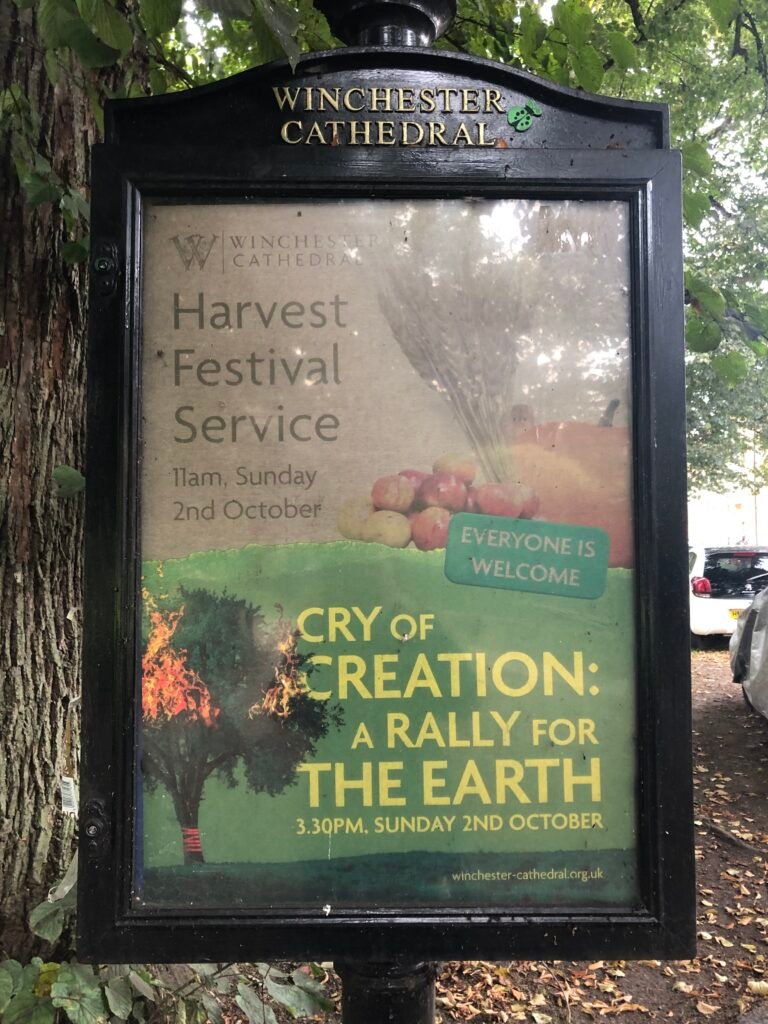 WINCHESTER
CATHEDRAL
W WINCHESTER
CATHEDRAL
Harvest
Festival
Service
11am, Sunday
2nd October
EVERYONE IS
WELCOME
CRY OF
CREATION:
A RALLY FOR
THE EARTH
3.30PM, SUNDAY 2ND OCTOBER
winchester-cathedral.org.uk